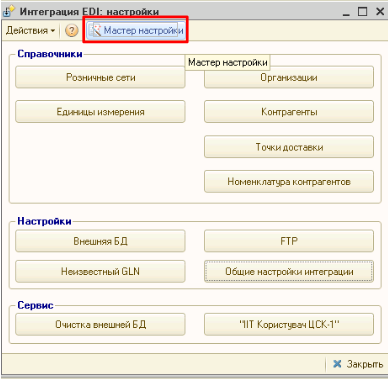 Интеграция EDI: настройки
Действия
Мастер настройки
Мастер настройки
Справочники
Розничные сети
Организации
Единицы измерения
Контрагенты
Точки доставки
Номенклатура контрагентов
Настройки
Внешняя БД
FTP
Неизвестный GLN
Общие настройки интеграции
Сервис
Очистка внешней БД
"ІІТ Користувач ЦСК-1"
Закрыть